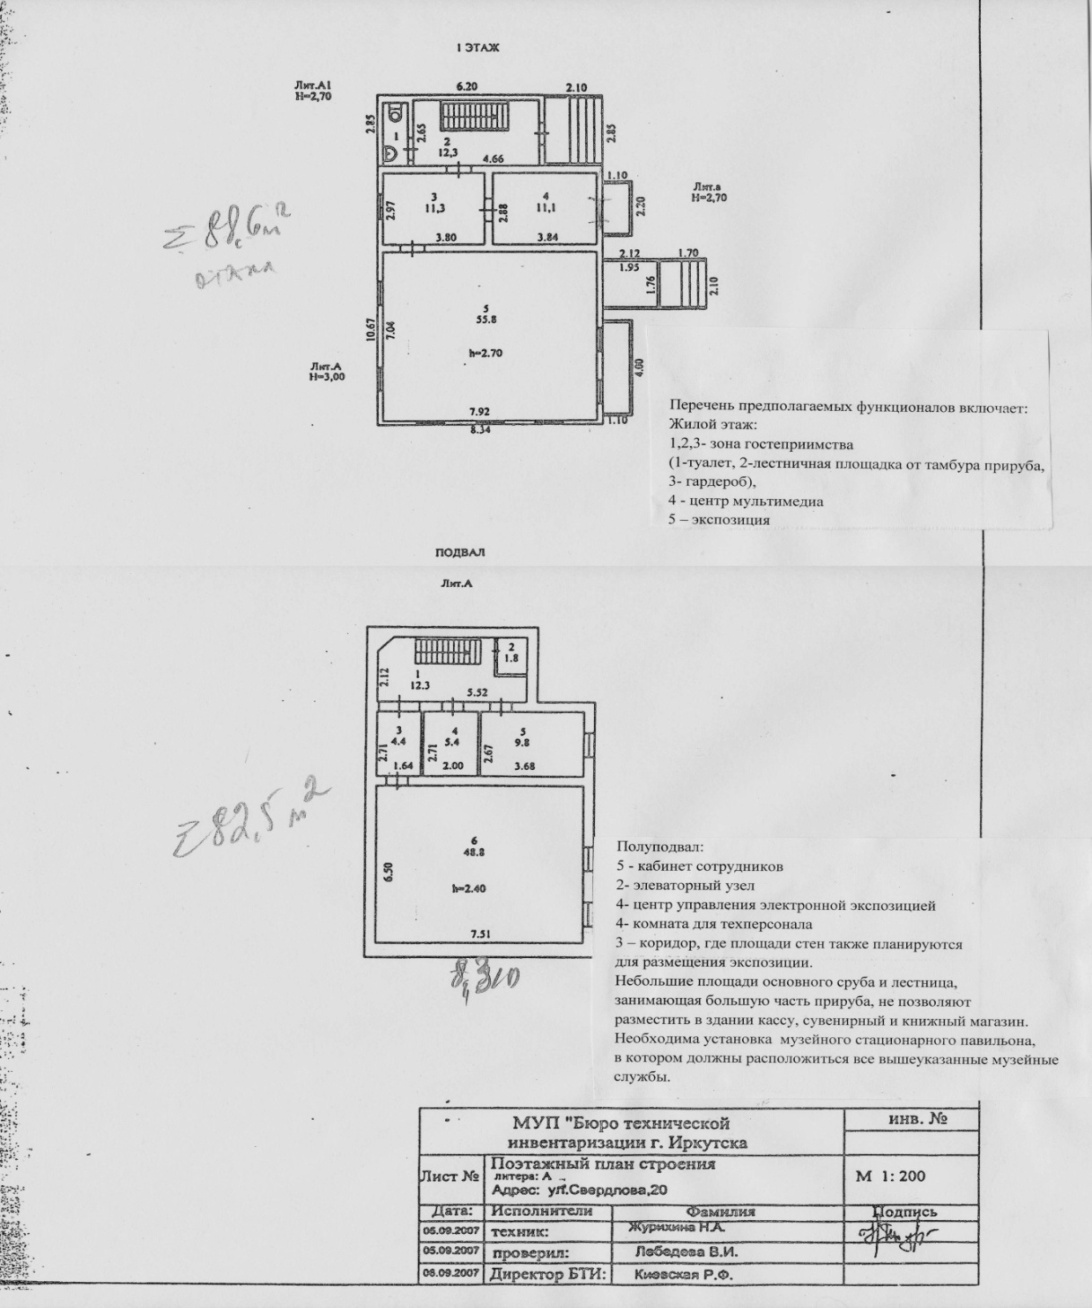 1 ЭТАЖ
Лит.А1
Н=2,70
6.20
2.10
2.85
1
2.65
2
12,3
4.66
2.85
1.10
2.20
Лит.а
Н=2,70
2.97
3
11,3
3.80
2.88
4
11,1
3.84
Σ 88,6м²
2.12
1.70
1.95
1.76
2.10
10.67
7.04
5
55.8
h=2.70
4.00
Лит.А
Н=3,00
7.92
8.34
1.10
Перечень предполагаемых функционалов включает:
Жилой этаж:
1,2,3- зона гостеприимства
(1-туалет, 2-лестничная площадка от тамбура прируба,
3- гардероб),
4 - центр мультимедиа
5 – экспозиция
ПОДВАЛ
Лит.А
2.12
1
12.3
5.52
2
1.8
3
4.4
2.71
1.64
4
5.4
2.71
2.00
5
9.8
2.67
3.68
Σ 82,5 м²
6
48.8
6.50
h=2.40
7.51
Полуподвал:
5 - кабинет сотрудников
2- элеваторный узел
4- центр управления электронной экспозицией
4- комната для техперсонала
3 – коридор, где площади стен также планируются
для размещения экспозиции.
Небольшие площади основного сруба и лестница,
занимающая большую часть прируба, не позволяют
разместить в здании кассу, сувенирный и книжный магазин.
Необходима установка музейного стационарного павильона,
в котором должны расположиться все вышеуказанные музейные
службы.
МУП "Бюро технической
инвентаризации г. Иркутска
инв. №
Лист №
Поэтажный план строения
литера: А
Адрес: ул.Свердлова,20
М 1: 200
Дата: Исполнители Фамилия Подпись
05.09.2007 техник: Журихина Н.А.
05.09.2007 проверил: Лебедева В.И.
06.09.2007 Директор БТИ: Киевская Р.Ф.